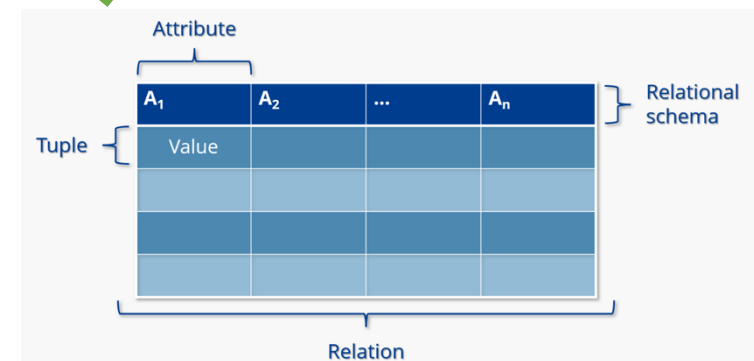 Attribute
A₁ A₂ ... Aₙ
Relational
schema
Tuple
Value
Relation